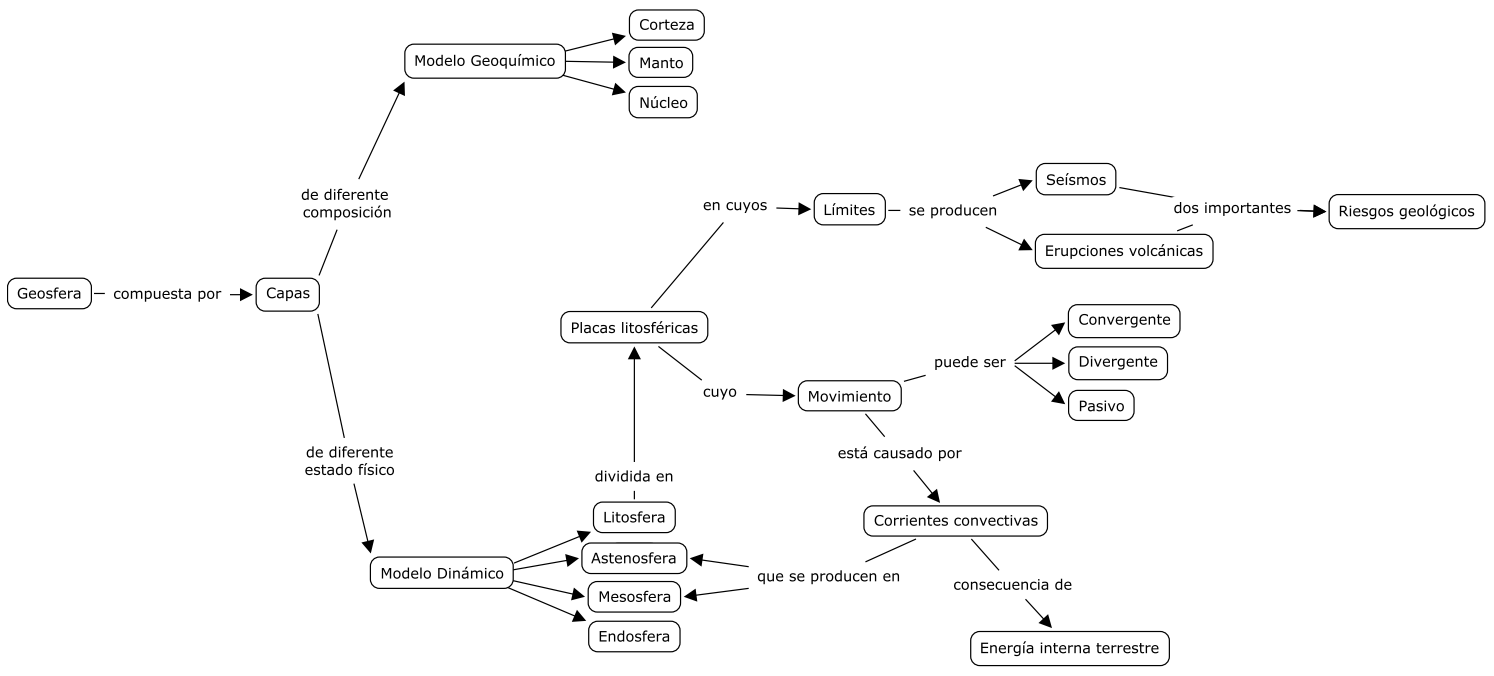 Corteza
Modelo Geoquímico
Manto
Núcleo
de diferente
composición
Seísmos
en cuyos
Límites
se producen
dos importantes
Riesgos geológicos
Erupciones volcánicas
Geosfera
compuesta por
Capas
Placas litosféricas
Convergente
puede ser
Divergente
cuyo
Movimiento
Pasivo
de diferente
estado físico
está causado por
dividida en
Litosfera
Corrientes convectivas
Astenosfera
Modelo Dinámico
que se producen en
Mesosfera
consecuencia de
Endosfera
Energía interna terrestre